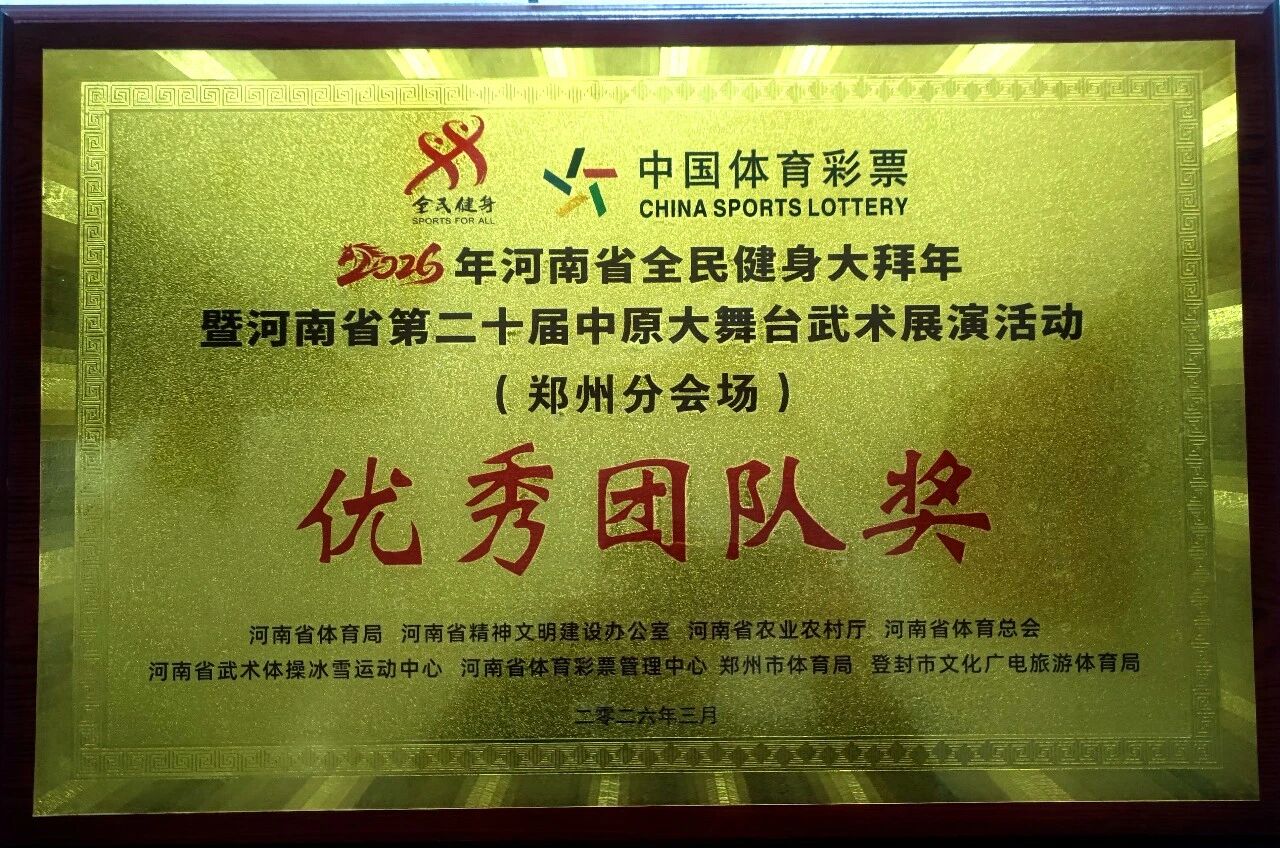 全民健身
SPORTS FOR ALL
中国体育彩票
CHINA SPORTS LOTTERY
2026年河南省全民健身大拜年
暨河南省第二十届中原大舞台武术展演活动
(郑州分会场)
优秀团队奖
河南省体育局 河南省精神文明建设办公室 河南省农业农村厅 河南省体育总会
河南省武术体操冰雪运动中心 河南省体育彩票管理中心 郑州市体育局 登封市文化广电旅游体育局
二零二六年三月